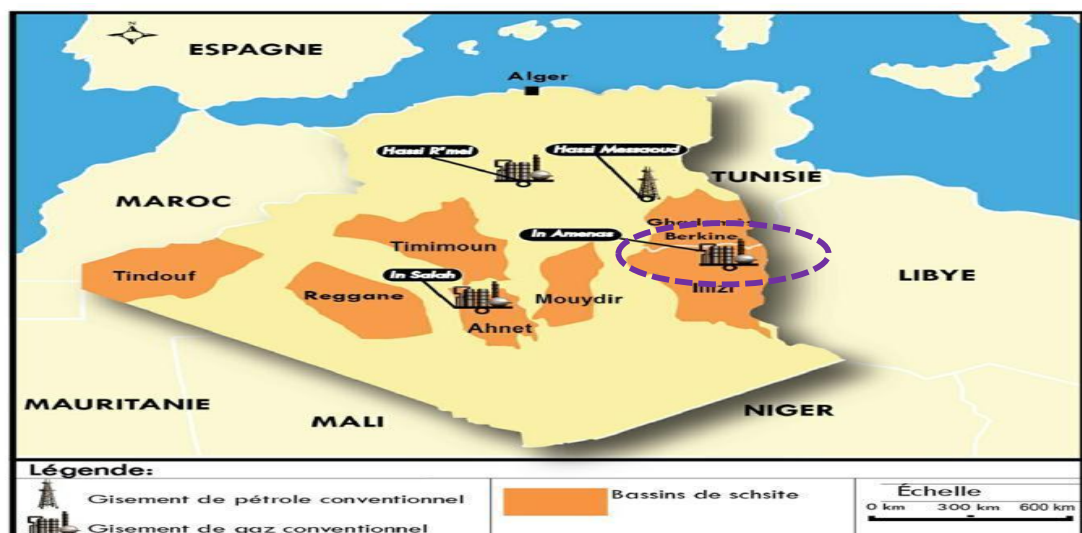 N
ESPAGNE
Alger
Hassi R'mel
Hassi Messaoud
TUNISIE
MAROC
Berkine
In Amenas
Timimoun
Tindouf
In Salah
LIBYE
Reggane
Mouydir
Illizi
Ahnet
MAURITANIE
MALI
NIGER
Légende:
Gisement de pétrole conventionnel
Gisement de gaz conventionnel
Bassins de schsite
Échelle
0 km 300 km 600 km